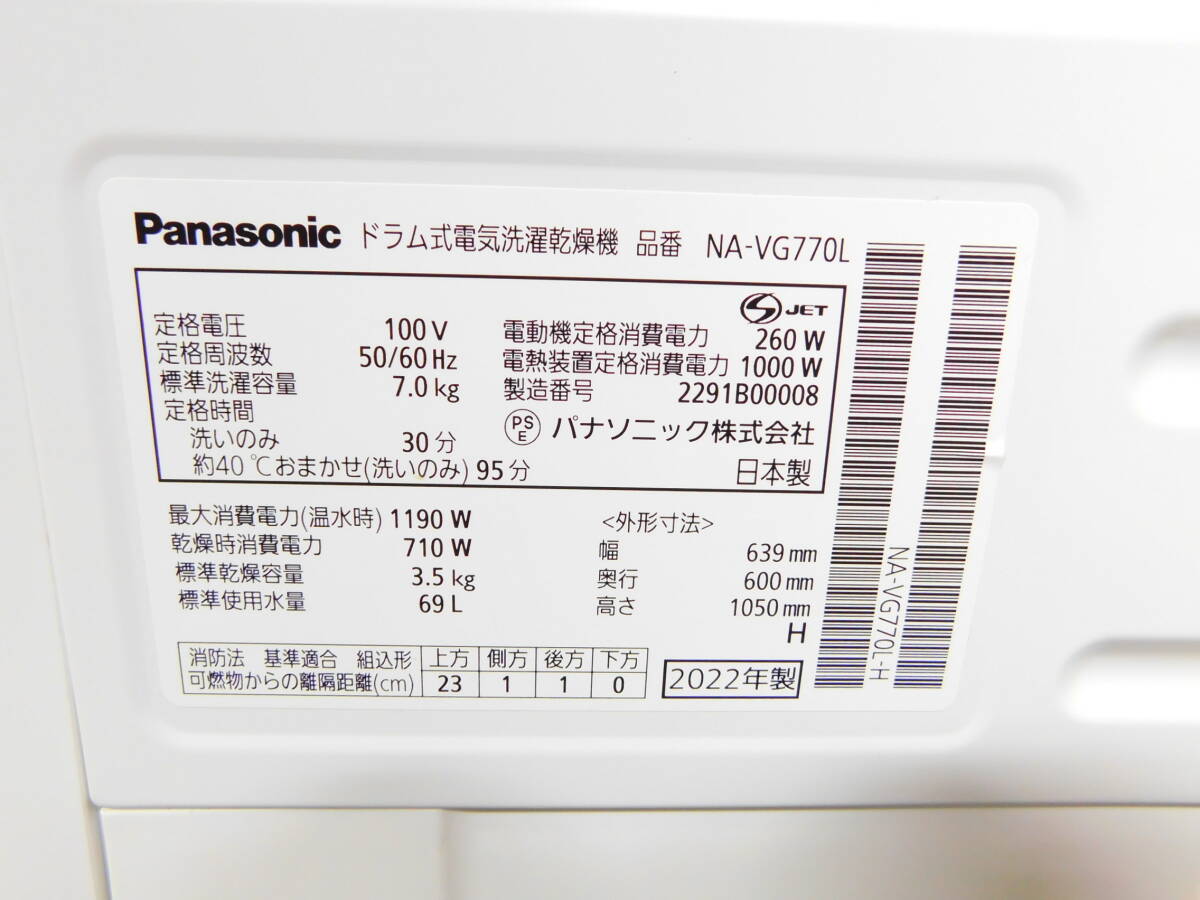 Panasonic ドラム式電気洗濯乾燥機 品番 NA-VG770L
S JET
定格電圧 100 V 電動機定格消費電力 260 W
定格周波数 50/60 Hz 電熱装置定格消費電力 1000 W
標準洗濯容量 7.0 kg 製造番号 2291B00008
定格時間
洗いのみ 30 分 PSE パナソニック株式会社
約40℃おまかせ(洗いのみ) 95 分 日本製
最大消費電力(温水時) 1190 W <外形寸法>
乾燥時消費電力 710 W 幅 639 mm
標準乾燥容量 3.5 kg 奥行 600 mm
標準使用水量 69 L 高さ 1050 mm
H
消防法 基準適合 組込形 上方 側方 後方 下方
可燃物からの離隔距離(cm) 23 1 1 0
2022年製
NA-VG770L-H